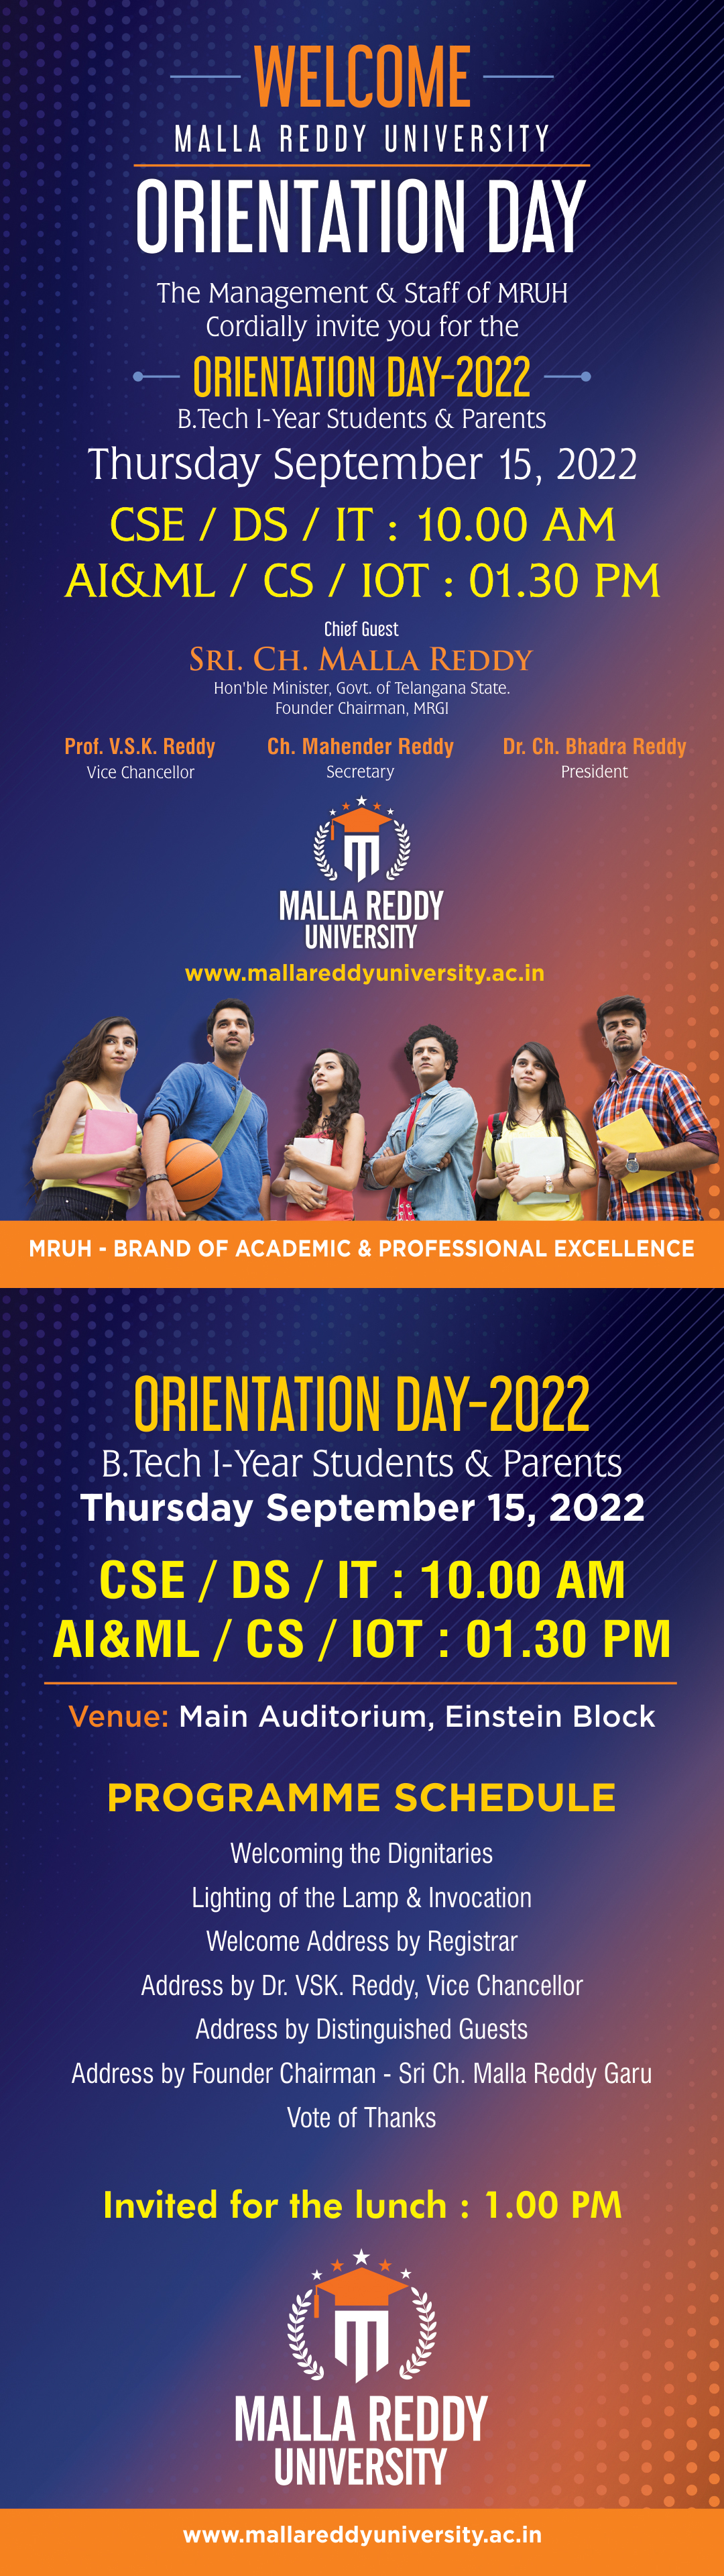 WELCOME
MALLA REDDY UNIVERSITY
ORIENTATION DAY
The Management & Staff of MRUH
Cordially invite you for the
ORIENTATION DAY-2022
B.Tech I-Year Students & Parents
Thursday September 15, 2022
CSE / DS / IT : 10.00 AM
AI&ML / CS / IOT : 01.30 PM
Chief Guest
SRI. CH. MALLA REDDY
Hon'ble Minister, Govt. of Telangana State.
Founder Chairman, MRGI
Prof. V.S.K. Reddy Ch. Mahender Reddy Dr. Ch. Bhadra Reddy
Vice Chancellor Secretary President
MALLA REDDY
UNIVERSITY
www.mallareddyuniversity.ac.in
MRUH - BRAND OF ACADEMIC & PROFESSIONAL EXCELLENCE
ORIENTATION DAY-2022
B.Tech I-Year Students & Parents
Thursday September 15, 2022
CSE / DS / IT : 10.00 AM
AI&ML / CS / IOT : 01.30 PM
Venue: Main Auditorium, Einstein Block
PROGRAMME SCHEDULE
Welcoming the Dignitaries
Lighting of the Lamp & Invocation
Welcome Address by Registrar
Address by Dr. VSK. Reddy, Vice Chancellor
Address by Distinguished Guests
Address by Founder Chairman - Sri Ch. Malla Reddy Garu
Vote of Thanks
Invited for the lunch : 1.00 PM
MALLA REDDY
UNIVERSITY
www.mallareddyuniversity.ac.in